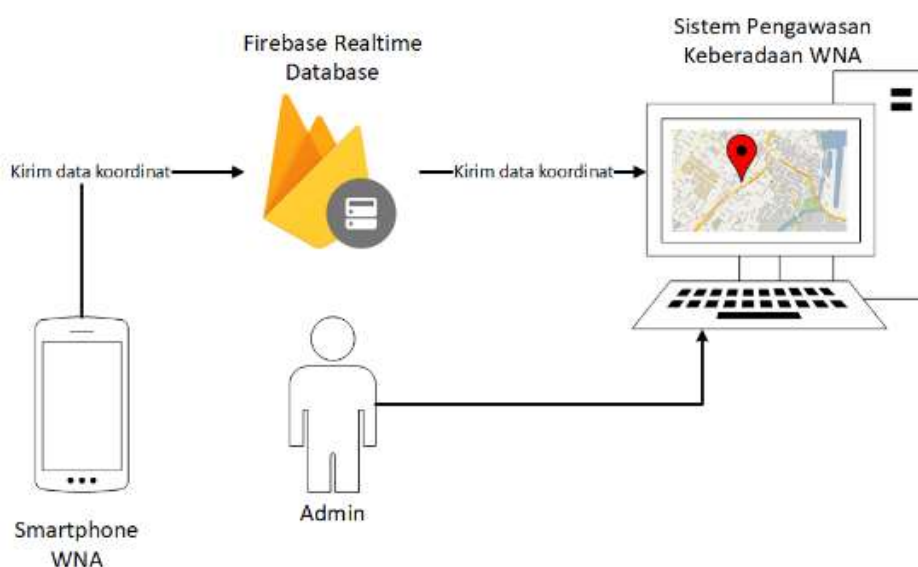 Firebase Realtime
Database
Sistem Pengawasan
Keberadaan WNA
Kirim data koordinat
Kirim data koordinat
Admin
Smartphone
WNA